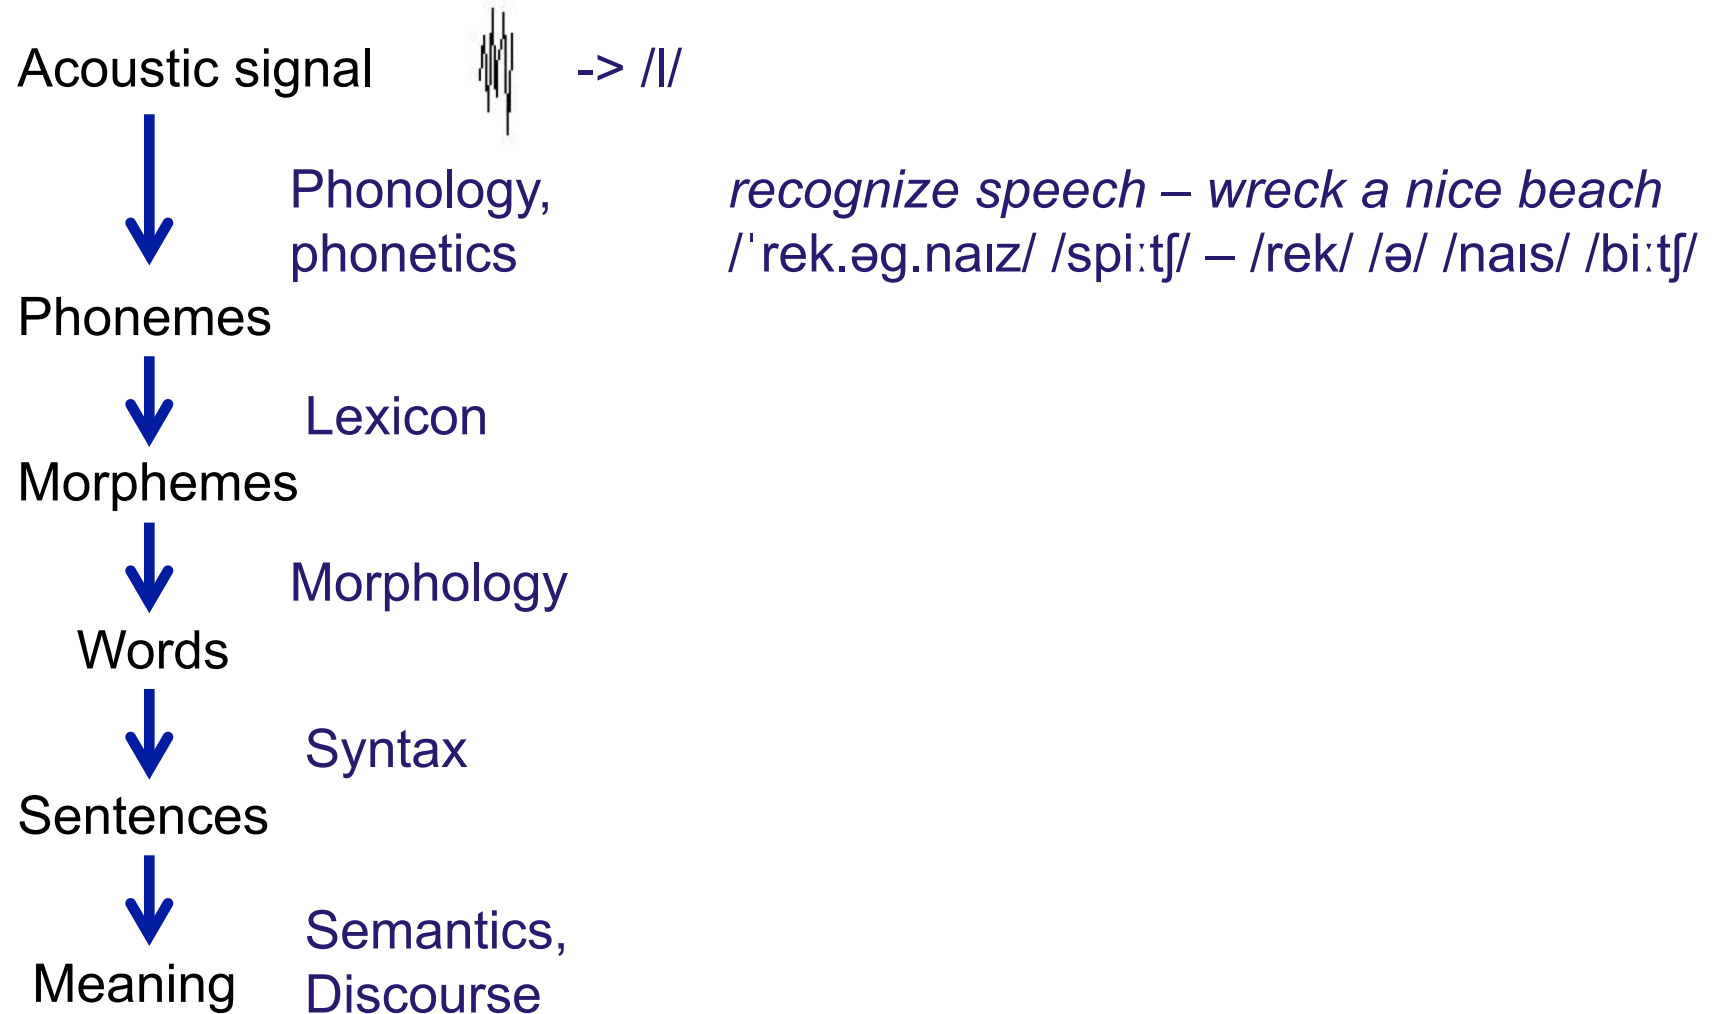 Acoustic signal -> /l/
Phonology, recognize speech – wreck a nice beach
phonetics /ˈrek.əg.naɪz/ /spiːtʃ/ – /rek/ /ə/ /naɪs/ /biːtʃ/
Phonemes
Lexicon
Morphemes
Morphology
Words
Syntax
Sentences
Semantics,
Meaning Discourse